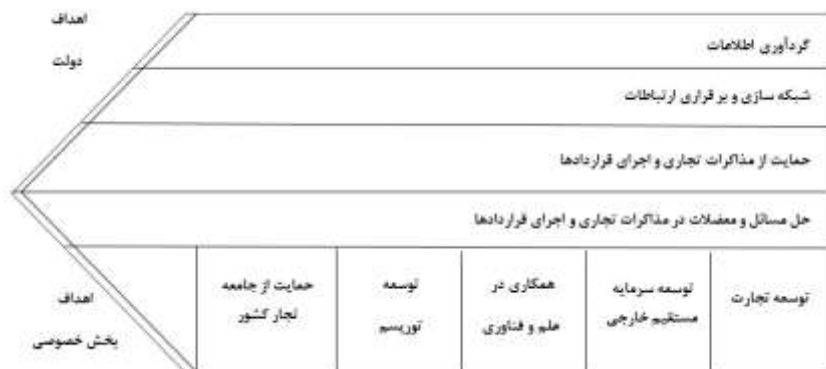 اهداف
دولت
گردآوری اطلاعات
شبکه سازی و بر قراری ارتباطات
حمایت از مذاکرات تجاری و اجرای قراردادها
حل مسائل و معضلات در مذاکرات تجاری و اجرای قراردادها
توسعه تجارت
توسعه سرمایه
مستقیم خارجی
همکاری در
علم و فناوری
توسعه
توریسم
حمایت از جامعه
تجار کشور
اهداف
بخش خصوصی